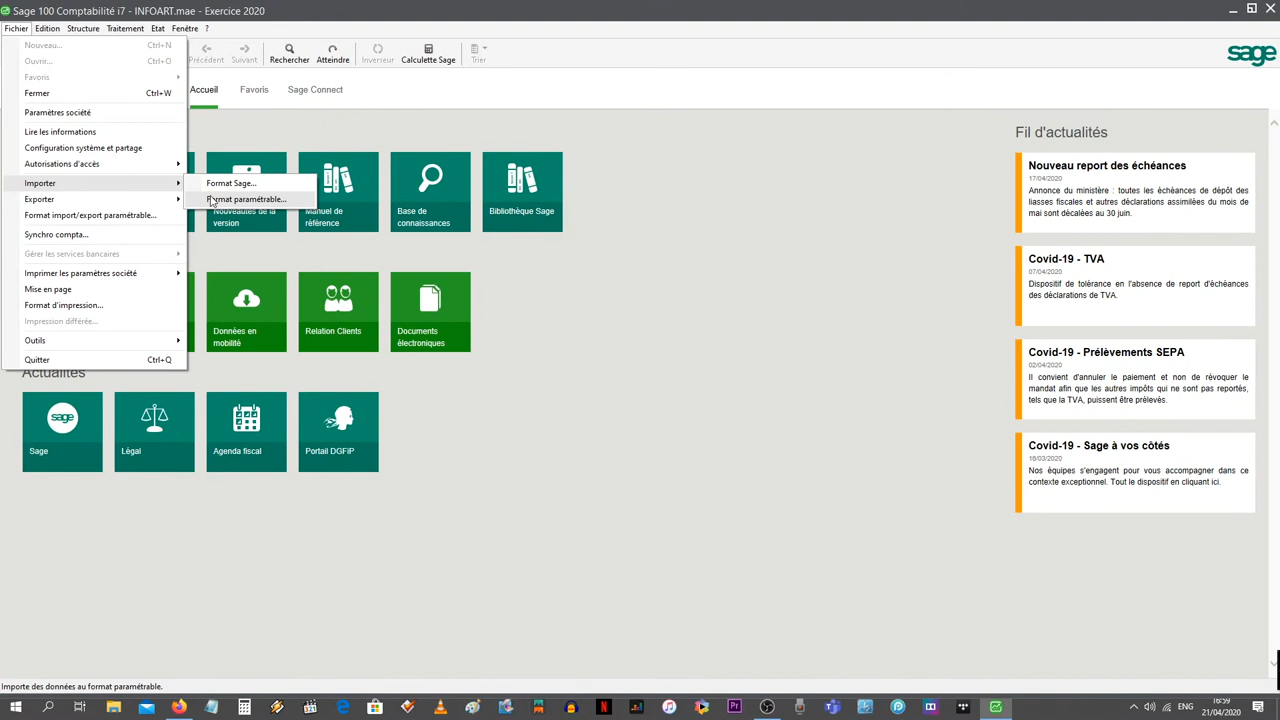 Sage 100 Comptabilité i7 - INFOART.mae - Exercice 2020
Fichier Edition Structure Traitement Etat Fenêtre ?
Nouveau... Ctrl+N
Ouvrir... Ctrl+O
Favoris
Fermer Ctrl+W
Paramètres société
Lire les informations
Configuration système et partage
Autorisations d'accès
Importer
Exporter
Format import/export paramétrable...
Synchro compta...
Gérer les services bancaires
Imprimer les paramètres société
Mise en page
Format d'impression...
Impression différée...
Outils
Quitter Ctrl+Q
Format Sage...
Format paramétrable...
Précédent Suivant Rechercher Atteindre Inverseur Calculette Sage Trier
sage
Accueil Favoris Sage Connect
Nouveautés de la
version
Manuel de
référence
Base de
connaissances
Bibliothèque Sage
Données en
mobilité
Relation Clients
Documents
électroniques
Actualités
sage
Sage
Légal
Agenda fiscal
Portail DGFiP
Fil d'actualités
Nouveau report des échéances
17/04/2020
Annonce du ministère : toutes les échéances de dépôt des
liasses fiscales et autres déclarations assimilées du mois de
mai sont décalées au 30 juin.
Covid-19 - TVA
07/04/2020
Dispositif de tolérance en l'absence de report d'échéances
des déclarations de TVA.
Covid-19 - Prélèvements SEPA
02/04/2020
Il convient d'annuler le paiement et non de révoquer le
mandat afin que les autres impôts qui ne sont pas reportés,
tels que la TVA, puissent être prélevés.
Covid-19 - Sage à vos côtés
16/03/2020
Nos équipes s'engagent pour vous accompagner dans ce
contexte exceptionnel. Tout le dispositif en cliquant ici.
Importe des données au format paramétrable.
ENG
16:59
21/04/2020